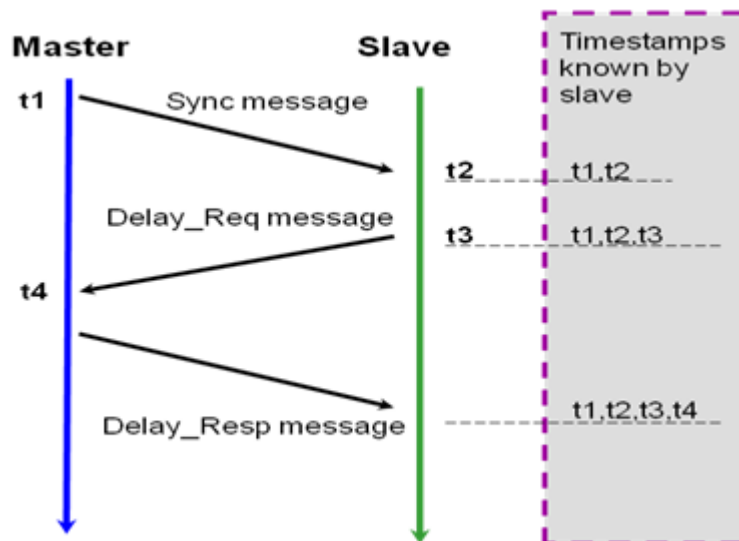 Master
Slave
Timestamps
known by
slave
t1
Sync message
t2
t1,t2
Delay_Req message
t3
t1,t2,t3
t4
t1,t2,t3,t4
Delay_Resp message